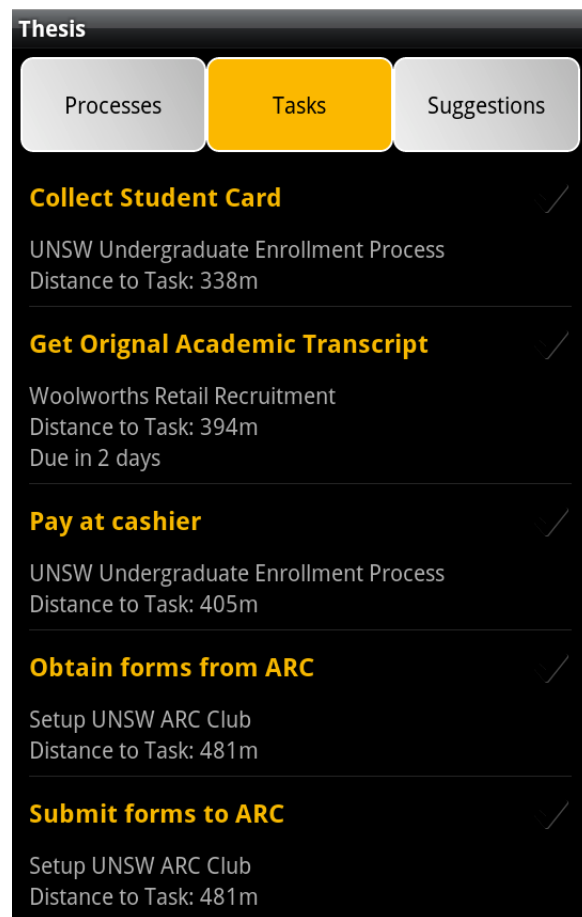 Thesis
Processes Tasks Suggestions
Collect Student Card
UNSW Undergraduate Enrollment Process
Distance to Task: 338m
Get Orignal Academic Transcript
Woolworths Retail Recruitment
Distance to Task: 394m
Due in 2 days
Pay at cashier
UNSW Undergraduate Enrollment Process
Distance to Task: 405m
Obtain forms from ARC
Setup UNSW ARC Club
Distance to Task: 481m
Submit forms to ARC
Setup UNSW ARC Club
Distance to Task: 481m